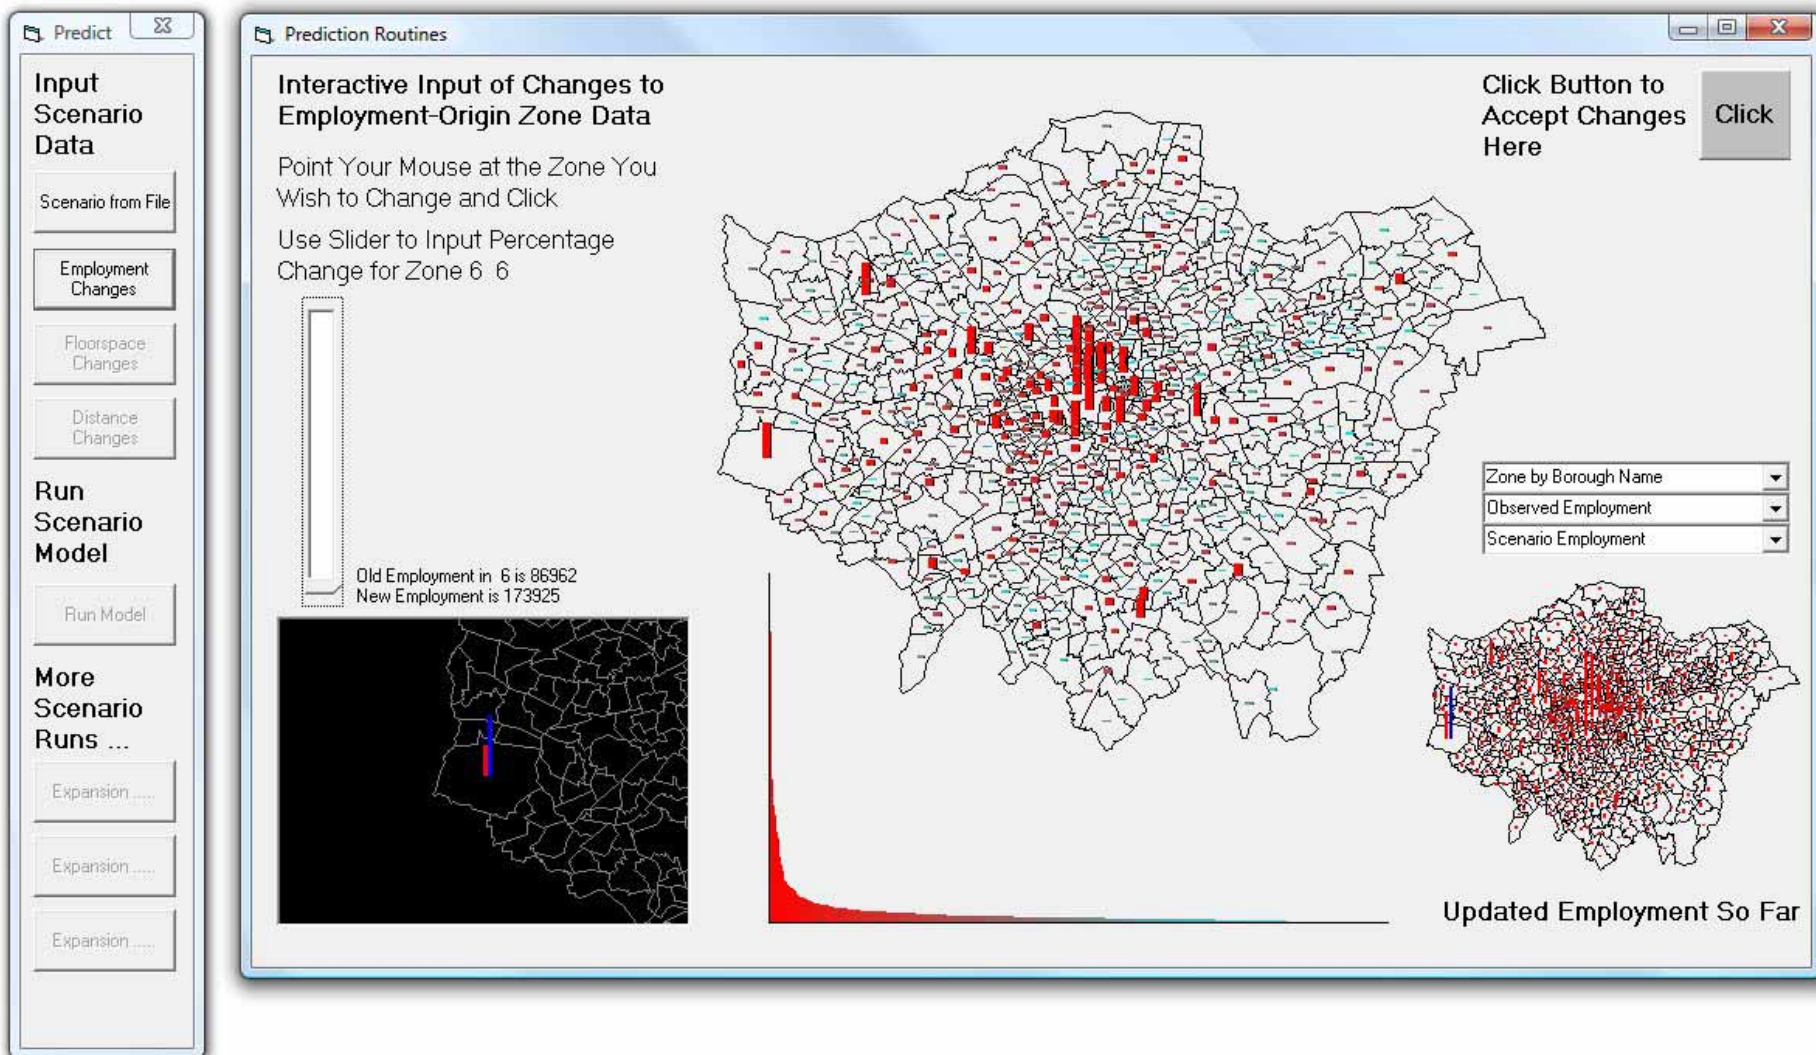 Predict
Input
Scenario
Data
Scenario from File
Employment
Changes
Floorspace
Changes
Distance
Changes
Run
Scenario
Model
Run Model
More
Scenario
Runs ...
Expansion .....
Expansion .....
Expansion .....
Prediction Routines
Interactive Input of Changes to
Employment-Origin Zone Data
Point Your Mouse at the Zone You
Wish to Change and Click
Use Slider to Input Percentage
Change for Zone 6 6
Old Employment in 6 is 86962
New Employment is 173925
Click Button to
Accept Changes
Here
Click
Zone by Borough Name
Observed Employment
Scenario Employment
Updated Employment So Far